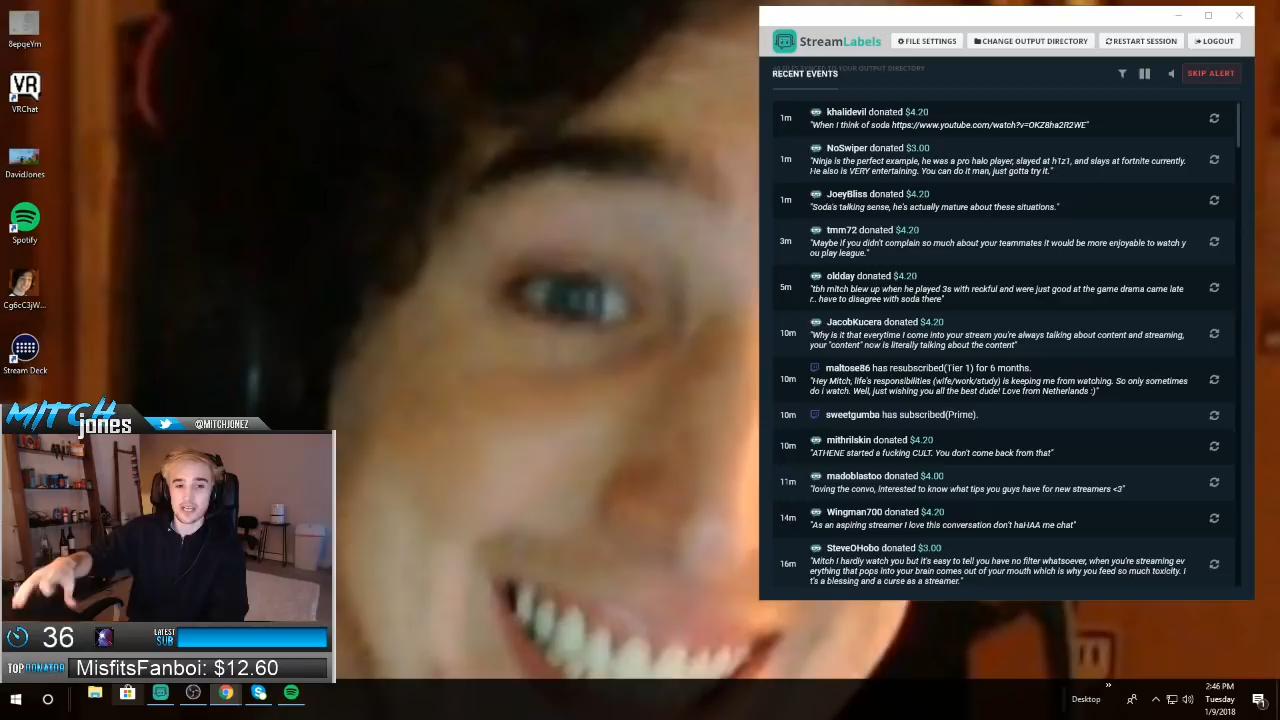 8epqeYm
VR
VRChat
DavidJones
Spotify
Cg6cC3jW...
Stream Deck
StreamLabels
FILE SETTINGS
CHANGE OUTPUT DIRECTORY
RESTART SESSION
LOGOUT
RECENT EVENTS
SKIP ALERT
1m
khalidevil donated $4.20
"When I think of soda https://www.youtube.com/watch?v=OKZ8ha2R2WE"
1m
NoSwiper donated $3.00
"Ninja is the perfect example, he was a pro halo player, slayed at h1z1, and slays at fortnite currently.
He also is VERY entertaining. You can do it man, just gotta try it."
1m
JoeyBliss donated $4.20
"Soda's talking sense, he's actually mature about these situations."
3m
tmm72 donated $4.20
"Maybe if you didn't complain so much about your teammates it would be more enjoyable to watch y
ou play league."
5m
oldday donated $4.20
"tbh mitch blew up when he played 3s with reckful and were just good at the game drama came late
r.. have to disagree with soda there"
10m
JacobKucera donated $4.20
"Why is it that everytime I come into your stream you're always talking about content and streaming,
your "content" now is literally talking about the content"
10m
maltose86 has resubscribed(Tier 1) for 6 months.
"Hey Mitch, life's responsibilities (wife/work/study) is keeping me from watching. So only sometimes
do i watch. Well, just wishing you all the best dude! Love from Netherlands :)"
10m
sweetgumba has subscribed(Prime).
10m
mithrilskin donated $4.20
"ATHENE started a fucking CULT. You don't come back from that"
11m
madoblastoo donated $4.00
"loving the convo, interested to know what tips you guys have for new streamers <3"
14m
Wingman700 donated $4.20
"As an aspiring streamer I love this conversation don't haHAA me chat"
16m
SteveOHobo donated $3.00
"Mitch I hardly watch you but it's easy to tell you have no filter whatsoever, when you're streaming ev
erything that pops into your brain comes out of your mouth which is why you feed so much toxicity. I
t's a blessing and a curse as a streamer."
MITCH
jones
@MITCHJONEZ
36
LATEST
SUB
TOP DONATOR
MisfitsFanboi: $12.60
Desktop
2:46 PM
Tuesday
1/9/2018